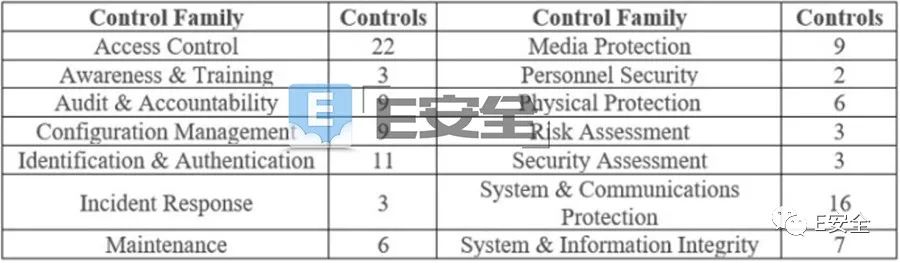 Control Family Controls Control Family Controls
Access Control 22 Media Protection 9
Awareness & Training 3 Personnel Security 2
Audit & Accountability 9 Physical Protection 6
Configuration Management 9 Risk Assessment 3
Identification & Authentication 11 Security Assessment 3
Incident Response 3 System & Communications
Protection 16
Maintenance 6 System & Information Integrity 7
E E安全
E安全